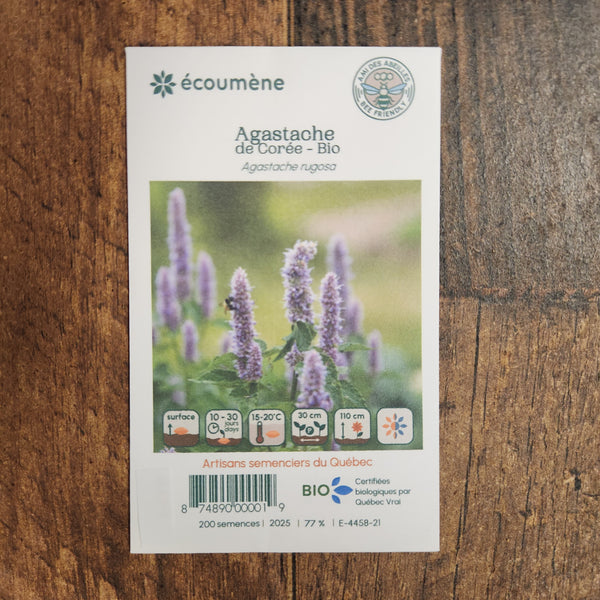 écoumène
AMI DES ABEILLES
BEE FRIENDLY
Agastache
de Corée - Bio
Agastache rugosa
surface
10 - 30
jours
days
15-20°C
30 cm
P
110 cm
Artisans semenciers du Québec
8 74890 00001 9
BIO
Certifiées
biologiques par
Québec Vrai
200 semences | 2025 | 77 % | E-4458-21